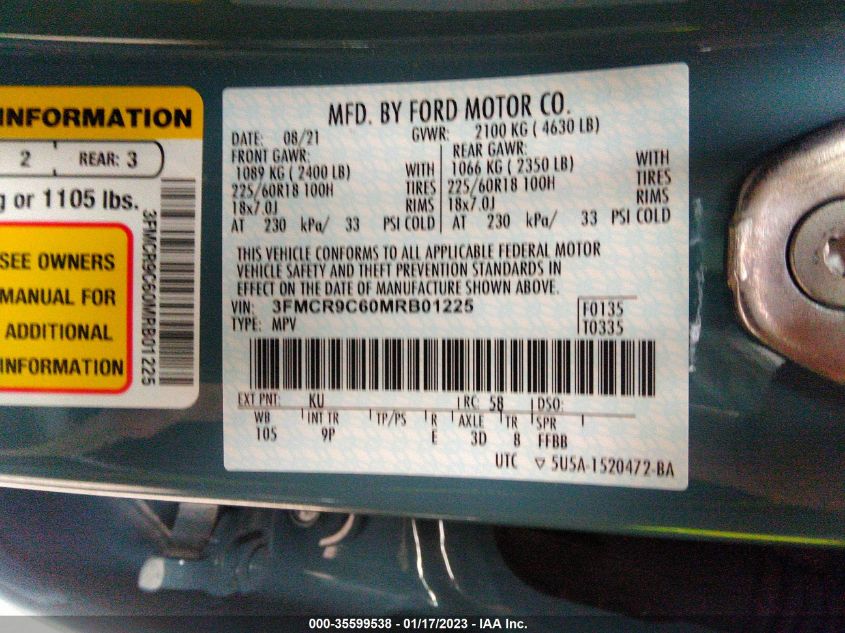 INFORMATION
2 REAR: 3
g or 1105 lbs.
SEE OWNERS
MANUAL FOR
ADDITIONAL
INFORMATION
3FMCR9C60MRB01225
MFD. BY FORD MOTOR CO.
DATE: 08/21 GVWR: 2100 KG ( 4630 LB)
FRONT GAWR: REAR GAWR:
1089 KG ( 2400 LB) WITH 1066 KG ( 2350 LB) WITH
225/60R18 100H TIRES 225/60R18 100H TIRES
18x7.0J RIMS 18x7.0J RIMS
AT 230 kPa/ 33 PSI COLD AT 230 kPa/ 33 PSI COLD
THIS VEHICLE CONFORMS TO ALL APPLICABLE FEDERAL MOTOR
VEHICLE SAFETY AND THEFT PREVENTION STANDARDS IN
EFFECT ON THE DATE OF MANUFACTURE SHOWN ABOVE.
VIN: 3FMCR9C60MRB01225 F0135
TYPE: MPV T0335
EXT PNT: KU RC: 58 DSO:
WB INT TR TP/PS R AXLE TR SPR
105 9P E 3D 8 FFBB
UTC ▽ 5U5A-1520472-BA
000-35599538 - 01/17/2023 - IAA Inc.